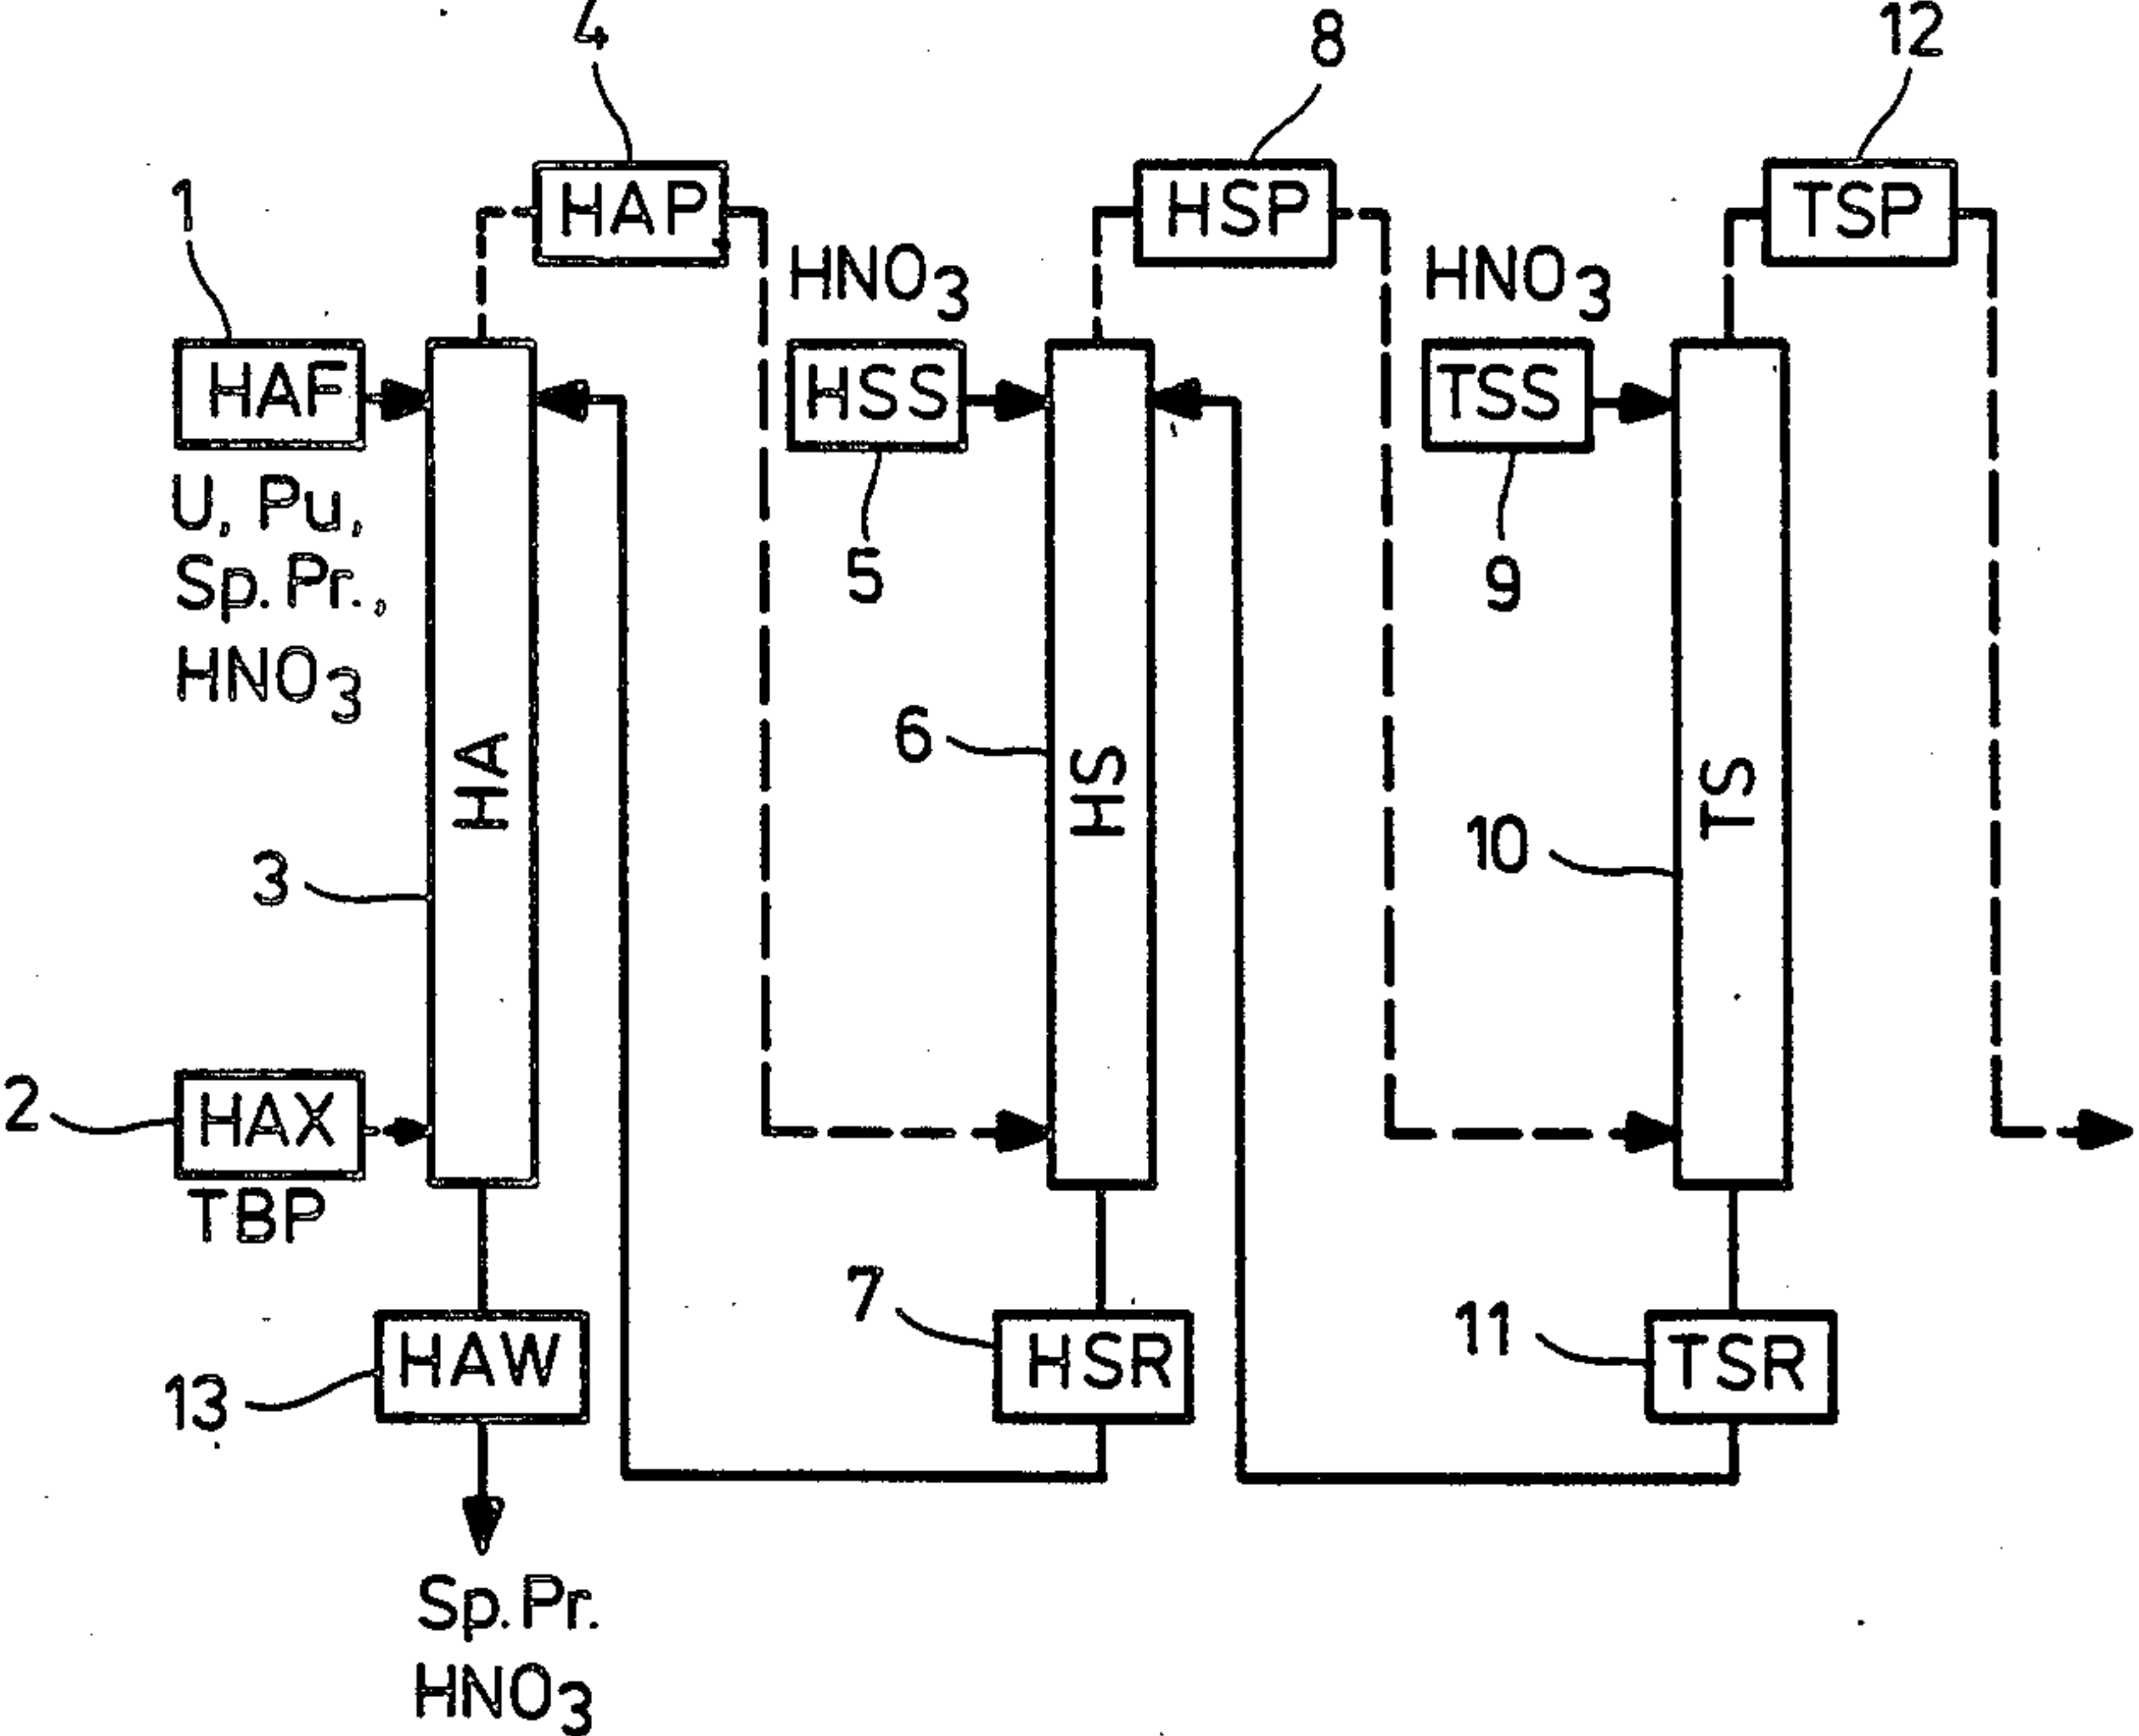 4
8
12
1
HAP
HSP
TSP
HNO3
HNO3
HAF
HSS
TSS
U, Pu,
Sp. Pr.,
HNO3
5
9
HA
6
HS
TS
10
3
2
HAX
TBP
7
11
HAW
HSR
TSR
13
Sp. Pr.
HNO3